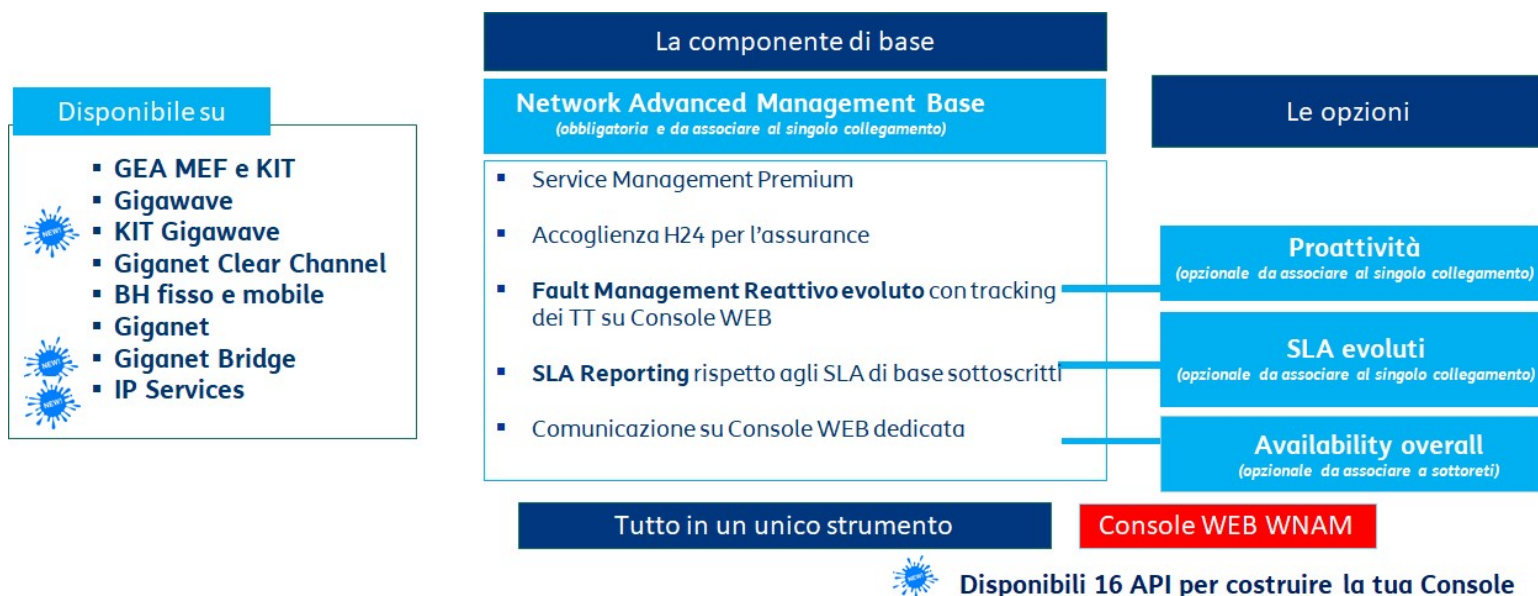 Disponibile su
GEA MEF e KIT
Gigawave
NEW!
KIT Gigawave
Giganet Clear Channel
BH fisso e mobile
Giganet
NEW!
Giganet Bridge
NEW!
IP Services
La componente di base
Network Advanced Management Base
(obbligatoria e da associare al singolo collegamento)
Service Management Premium
Accoglienza H24 per l'assurance
Fault Management Reattivo evoluto con tracking
dei TT su Console WEB
SLA Reporting rispetto agli SLA di base sottoscritti
Comunicazione su Console WEB dedicata
Le opzioni
Proattività
(opzionale da associare al singolo collegamento)
SLA evoluti
(opzionale da associare al singolo collegamento)
Availability overall
(opzionale da associare a sottoreti)
Tutto in un unico strumento
Console WEB WNAM
NEW!
Disponibili 16 API per costruire la tua Console